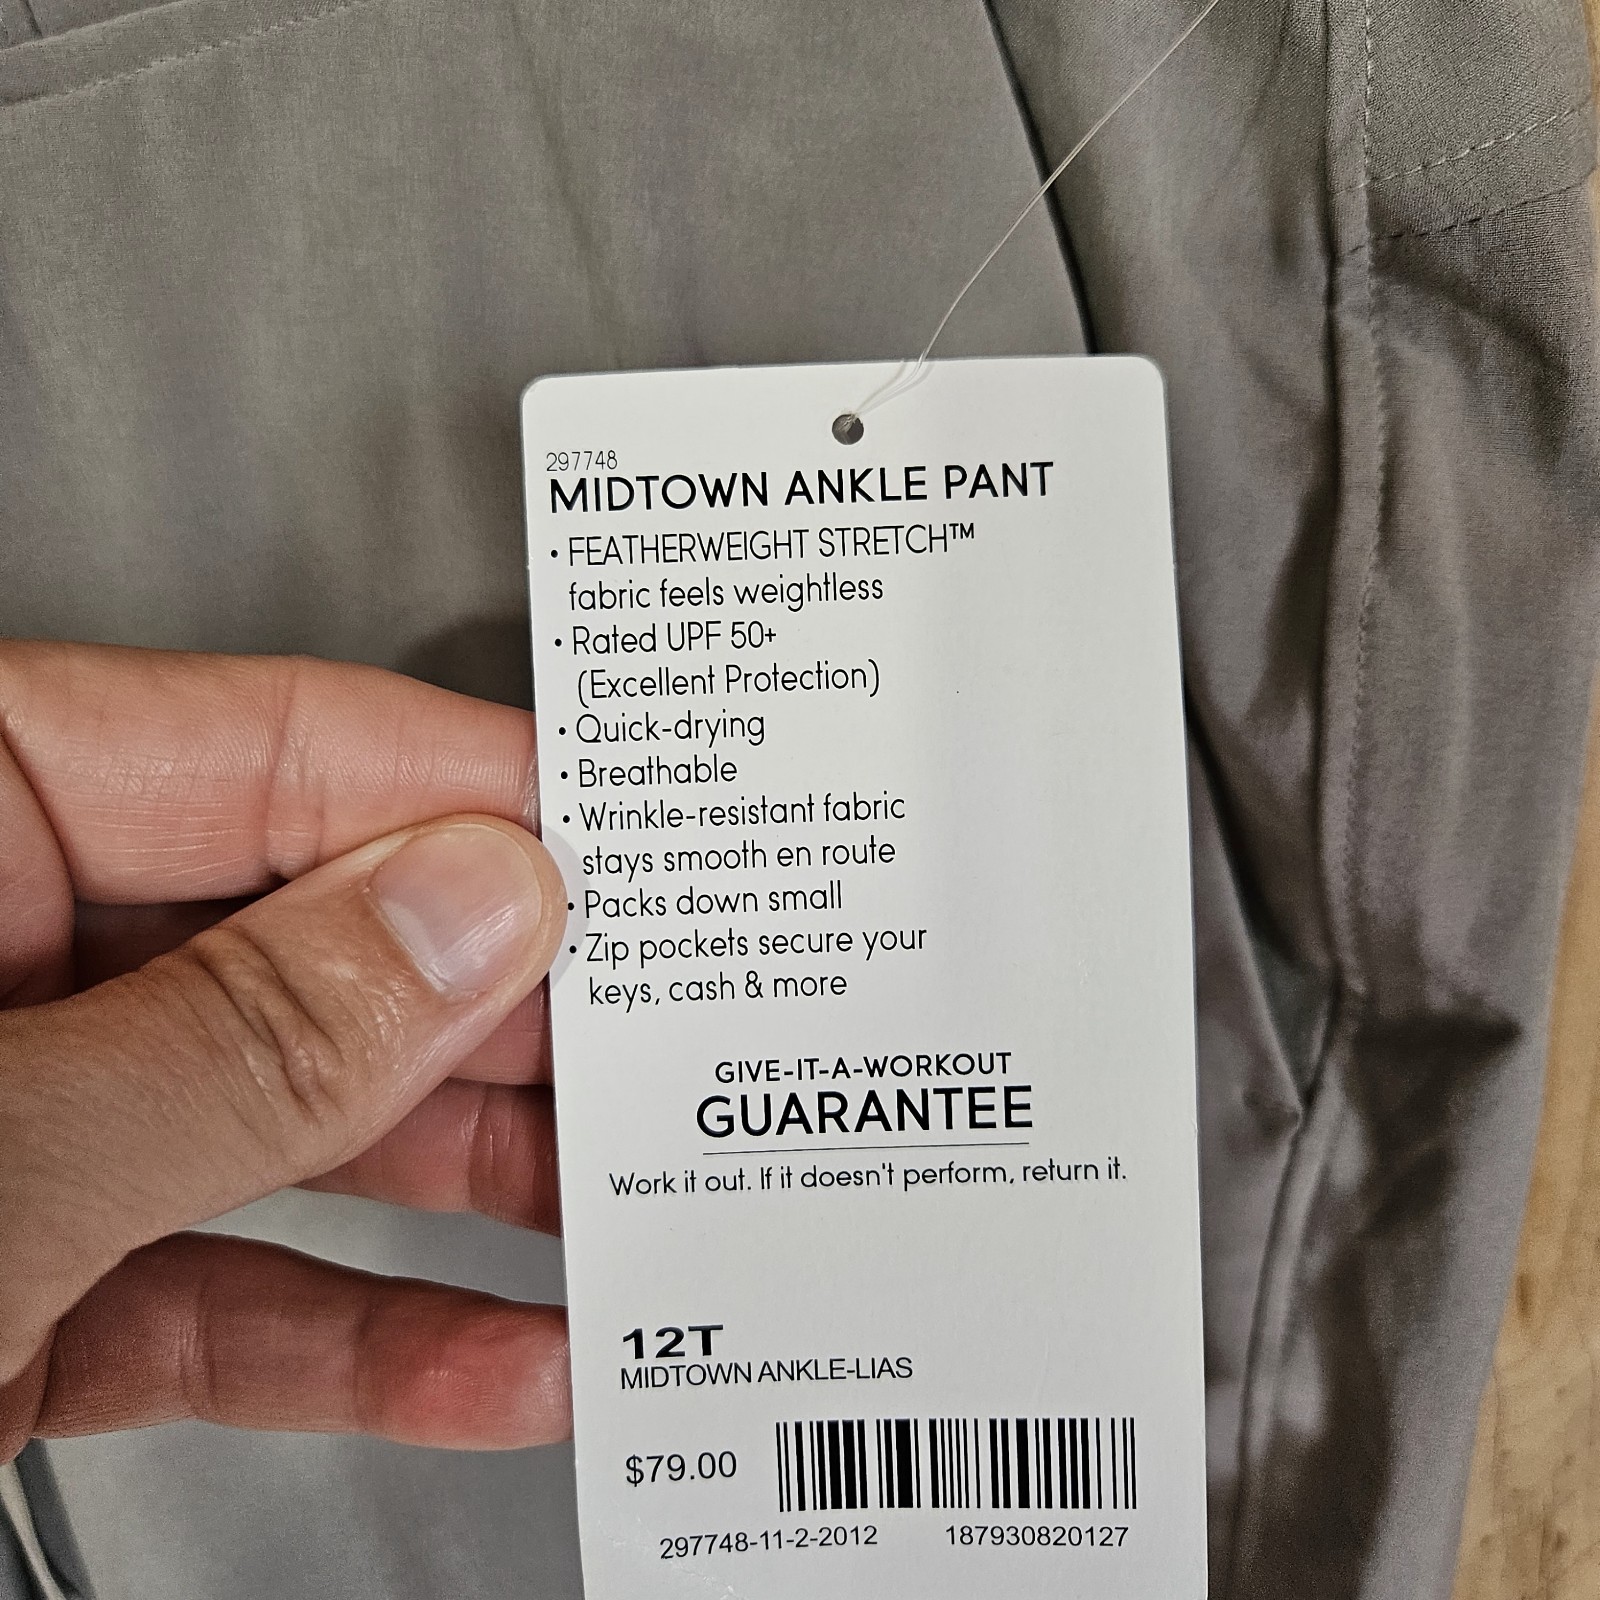 297748
MIDTOWN ANKLE PANT
• FEATHERWEIGHT STRETCH™
fabric feels weightless
• Rated UPF 50+
(Excellent Protection)
• Quick-drying
• Breathable
• Wrinkle-resistant fabric
stays smooth en route
• Packs down small
• Zip pockets secure your
keys, cash & more
GIVE-IT-A-WORKOUT
GUARANTEE
Work it out. If it doesn't perform, return it.
12T
MIDTOWN ANKLE-LIAS
$79.00
297748-11-2-2012 187930820127